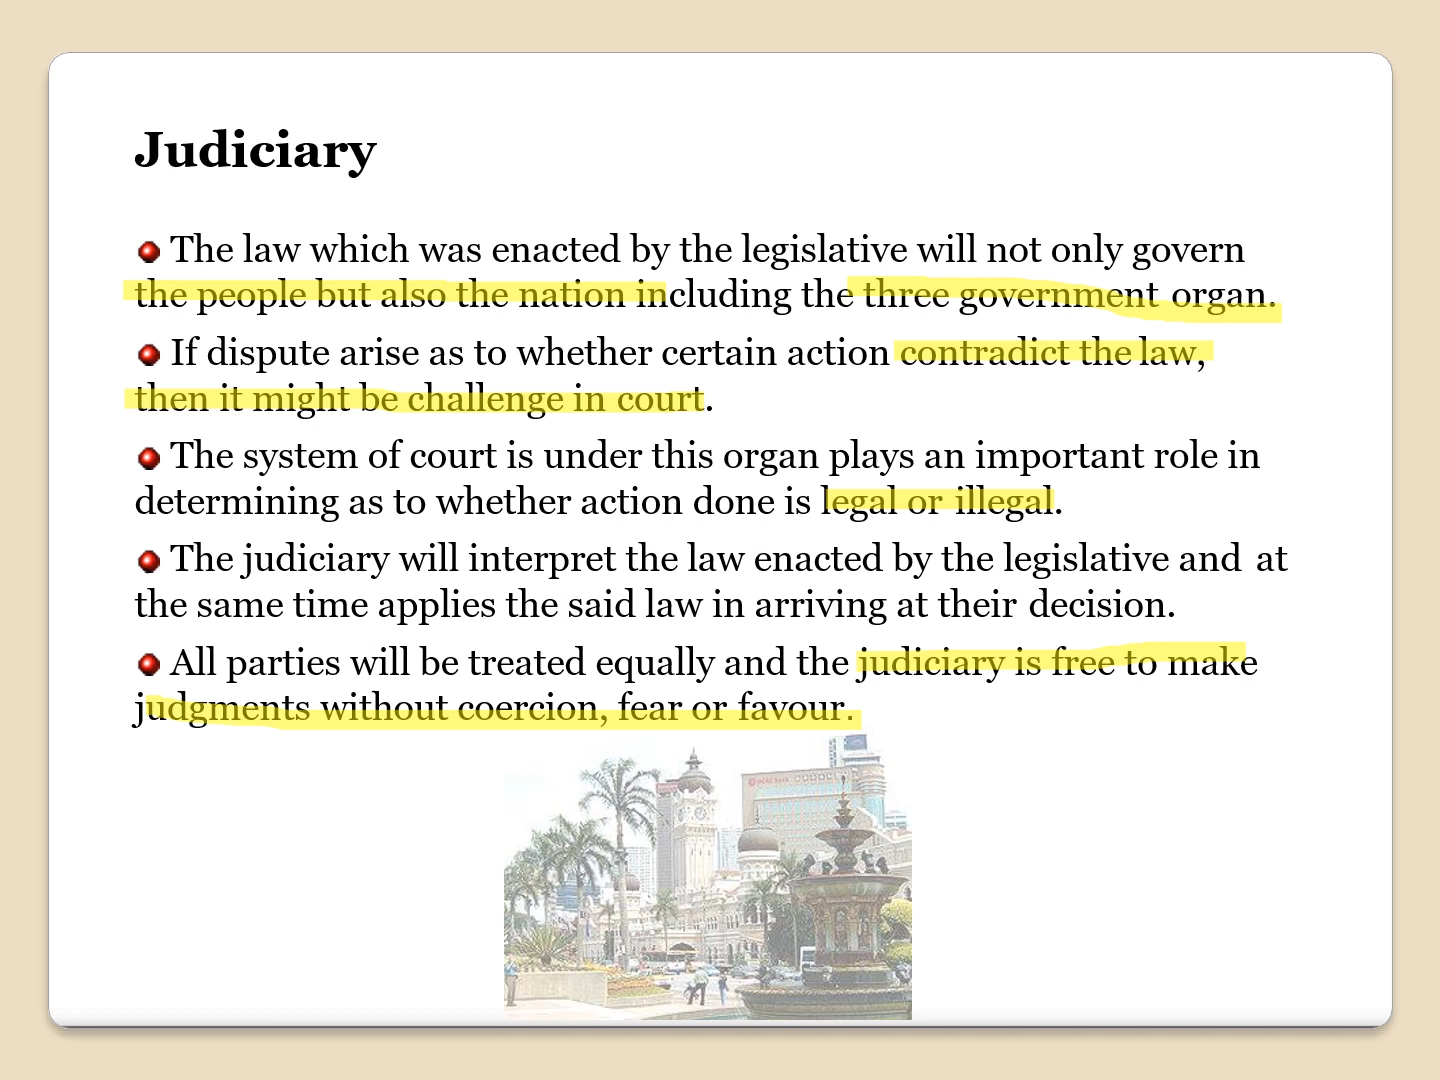 Judiciary
The law which was enacted by the legislative will not only govern
the people but also the nation including the three government organ.
If dispute arise as to whether certain action contradict the law,
then it might be challenge in court.
The system of court is under this organ plays an important role in
determining as to whether action done is legal or illegal.
The judiciary will interpret the law enacted by the legislative and at
the same time applies the said law in arriving at their decision.
All parties will be treated equally and the judiciary is free to make
judgments without coercion, fear or favour.